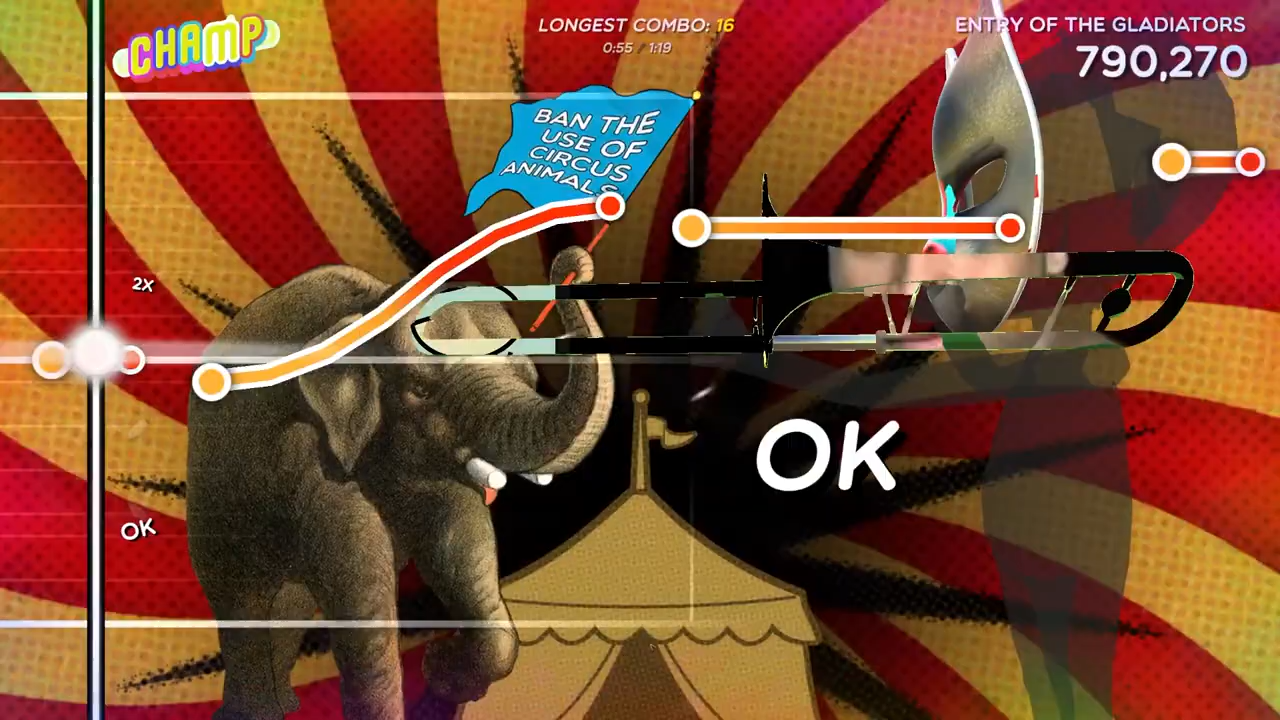 CHAMP
LONGEST COMBO: 16
0:55 / 1:19
ENTRY OF THE GLADIATORS
790,270
BAN THE
USE OF
CIRCUS
ANIMALS
2X
OK
OK